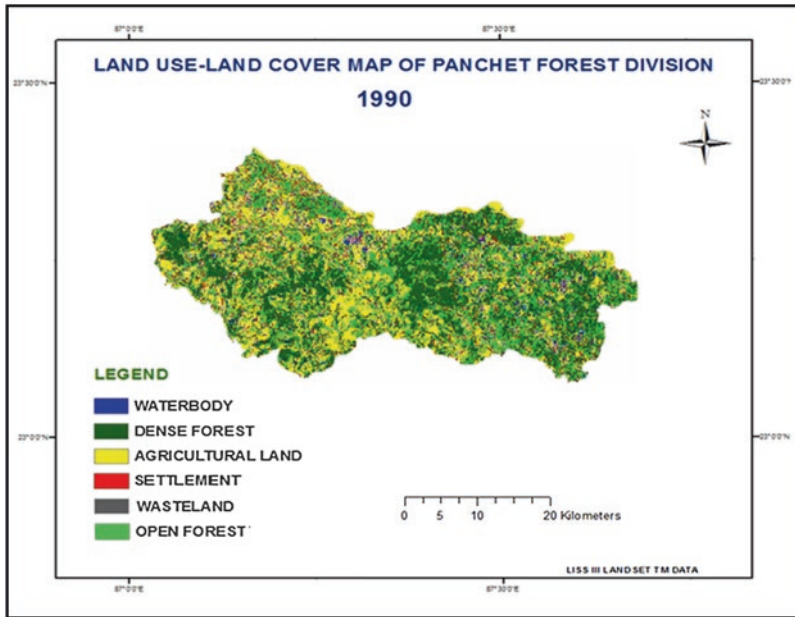 87°0'0"E 87°30'0"E
LAND USE-LAND COVER MAP OF PANCHET FOREST DIVISION
1990
23°30'0"N 23°30'0"
N
LEGEND
WATERBODY
DENSE FOREST
AGRICULTURAL LAND
SETTLEMENT
WASTELAND
OPEN FOREST
23°0'0"N 23°0'0"N
0 5 10 20 Kilometers
LISS III LANDSET TM DATA
87°0'0"E 87°30'0"E